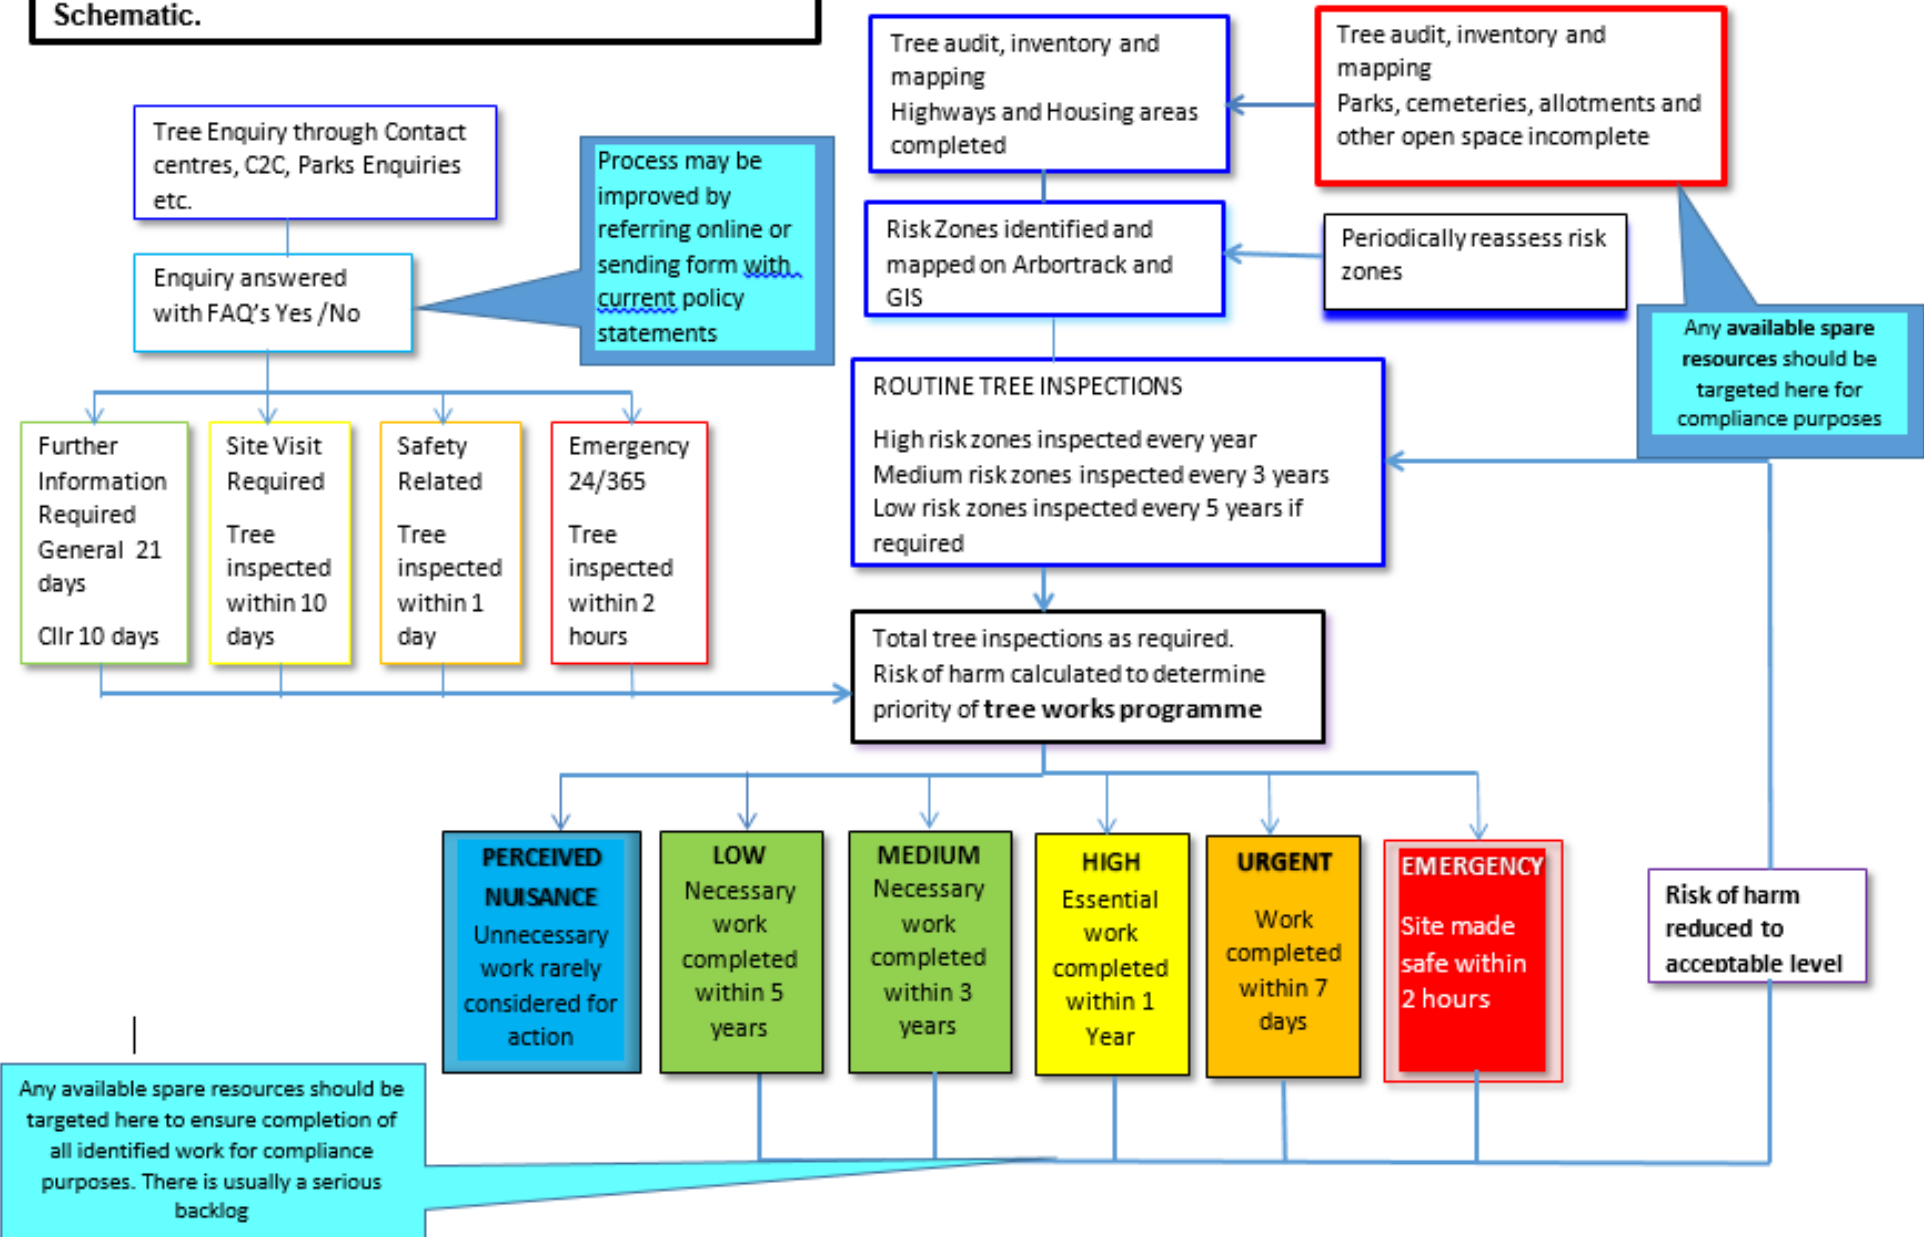 Schematic.
Tree Enquiry through Contact
centres, C2C, Parks Enquiries
etc.
Enquiry answered
with FAQ's Yes /No
Process may be
improved by
referring online or
sending form with
current policy
statements
Further
Information
Required
General 21
days
Cllr 10 days
Site Visit
Required
Tree
inspected
within 10
days
Safety
Related
Tree
inspected
within 1
day
Emergency
24/365
Tree
inspected
within 2
hours
Tree audit, inventory and
mapping
Highways and Housing areas
completed
Tree audit, inventory and
mapping
Parks, cemeteries, allotments and
other open space incomplete
Risk Zones identified and
mapped on Arbortrack and
GIS
Periodically reassess risk
zones
Any available spare
resources should be
targeted here for
compliance purposes
ROUTINE TREE INSPECTIONS
High risk zones inspected every year
Medium risk zones inspected every 3 years
Low risk zones inspected every 5 years if
required
Total tree inspections as required.
Risk of harm calculated to determine
priority of tree works programme
PERCEIVED
NUISANCE
Unnecessary
work rarely
considered for
action
LOW
Necessary
work
completed
within 5
years
MEDIUM
Necessary
work
completed
within 3
years
HIGH
Essential
work
completed
within 1
Year
URGENT
Work
completed
within 7
days
EMERGENCY
Site made
safe within
2 hours
Risk of harm
reduced to
acceptable level
Any available spare resources should be
targeted here to ensure completion of
all identified work for compliance
purposes. There is usually a serious
backlog